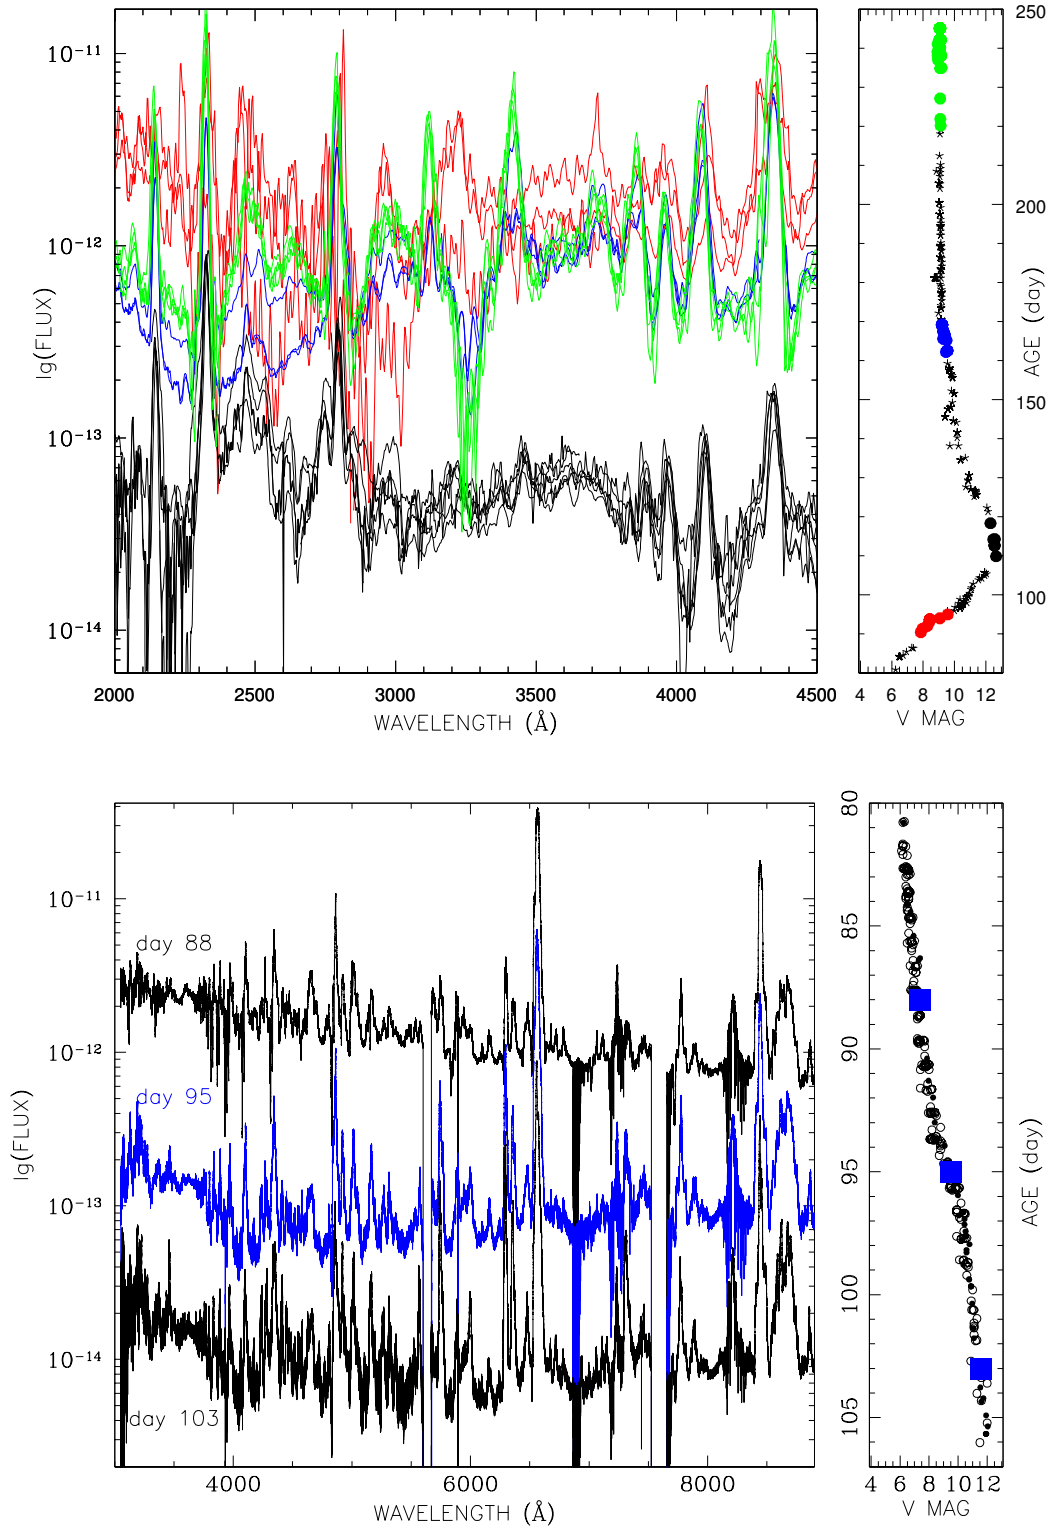 10⁻¹¹
10⁻¹²
10⁻¹³
10⁻¹⁴
lg(FLUX)
2000 2500 3000 3500 4000 4500
WAVELENGTH (Å)
250
200
150
100
AGE (day)
4 6 8 10 12
V MAG
10⁻¹¹
10⁻¹²
10⁻¹³
10⁻¹⁴
lg(FLUX)
day 88
day 95
day 103
4000 6000 8000
WAVELENGTH (Å)
80
85
90
95
100
105
AGE (day)
4 6 8 10 12
V MAG